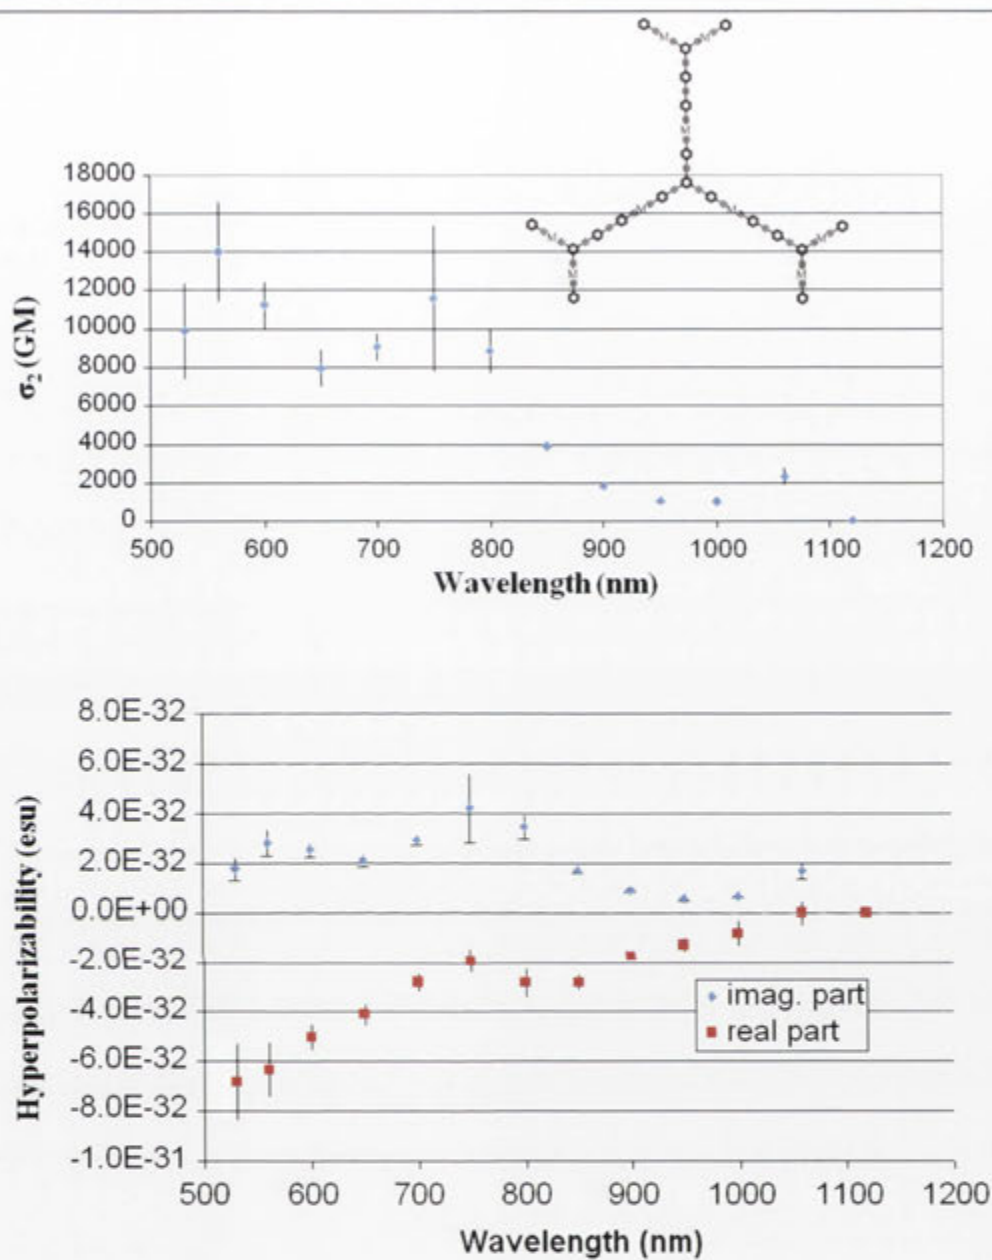 18000
16000
14000
12000
10000
8000
6000
4000
2000
0
σ₂ (GM)
500 600 700 800 900 1000 1100 1200
Wavelength (nm)
M M
M
M M
M M
M M
8.0E-32
6.0E-32
4.0E-32
2.0E-32
0.0E+00
-2.0E-32
-4.0E-32
-6.0E-32
-8.0E-32
-1.0E-31
Hyperpolarizability (esu)
imag. part
real part
500 600 700 800 900 1000 1100 1200
Wavelength (nm)